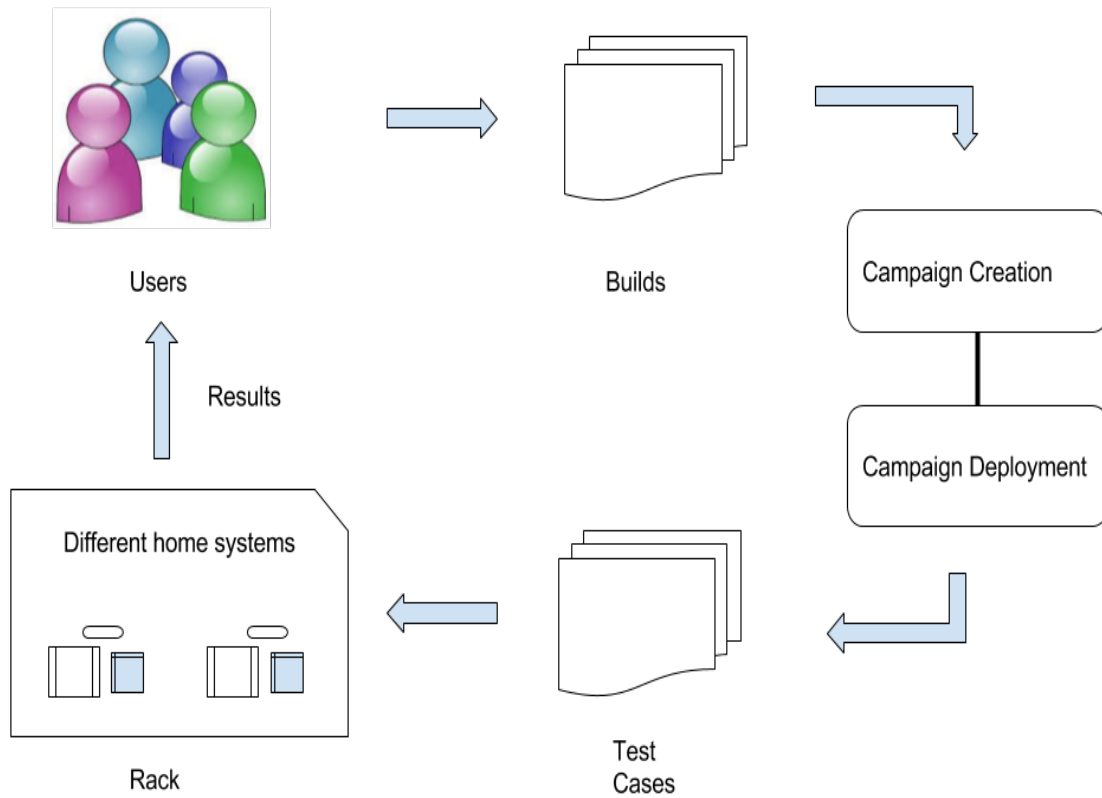 Users
Builds
Campaign Creation
Results
Campaign Deployment
Different home systems
Rack
Test
Cases